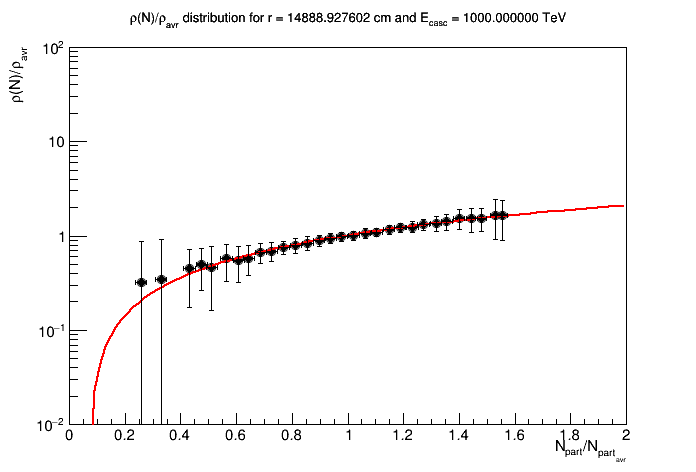 ρ(N)/ρavr distribution for r = 14888.927602 cm and Ecasc = 1000.000000 TeV
ρ(N)/ρavr
10²
10
1
10⁻¹
10⁻²
0 0.2 0.4 0.6 0.8 1 1.2 1.4 1.6 1.8 2
Npart/Npartavr